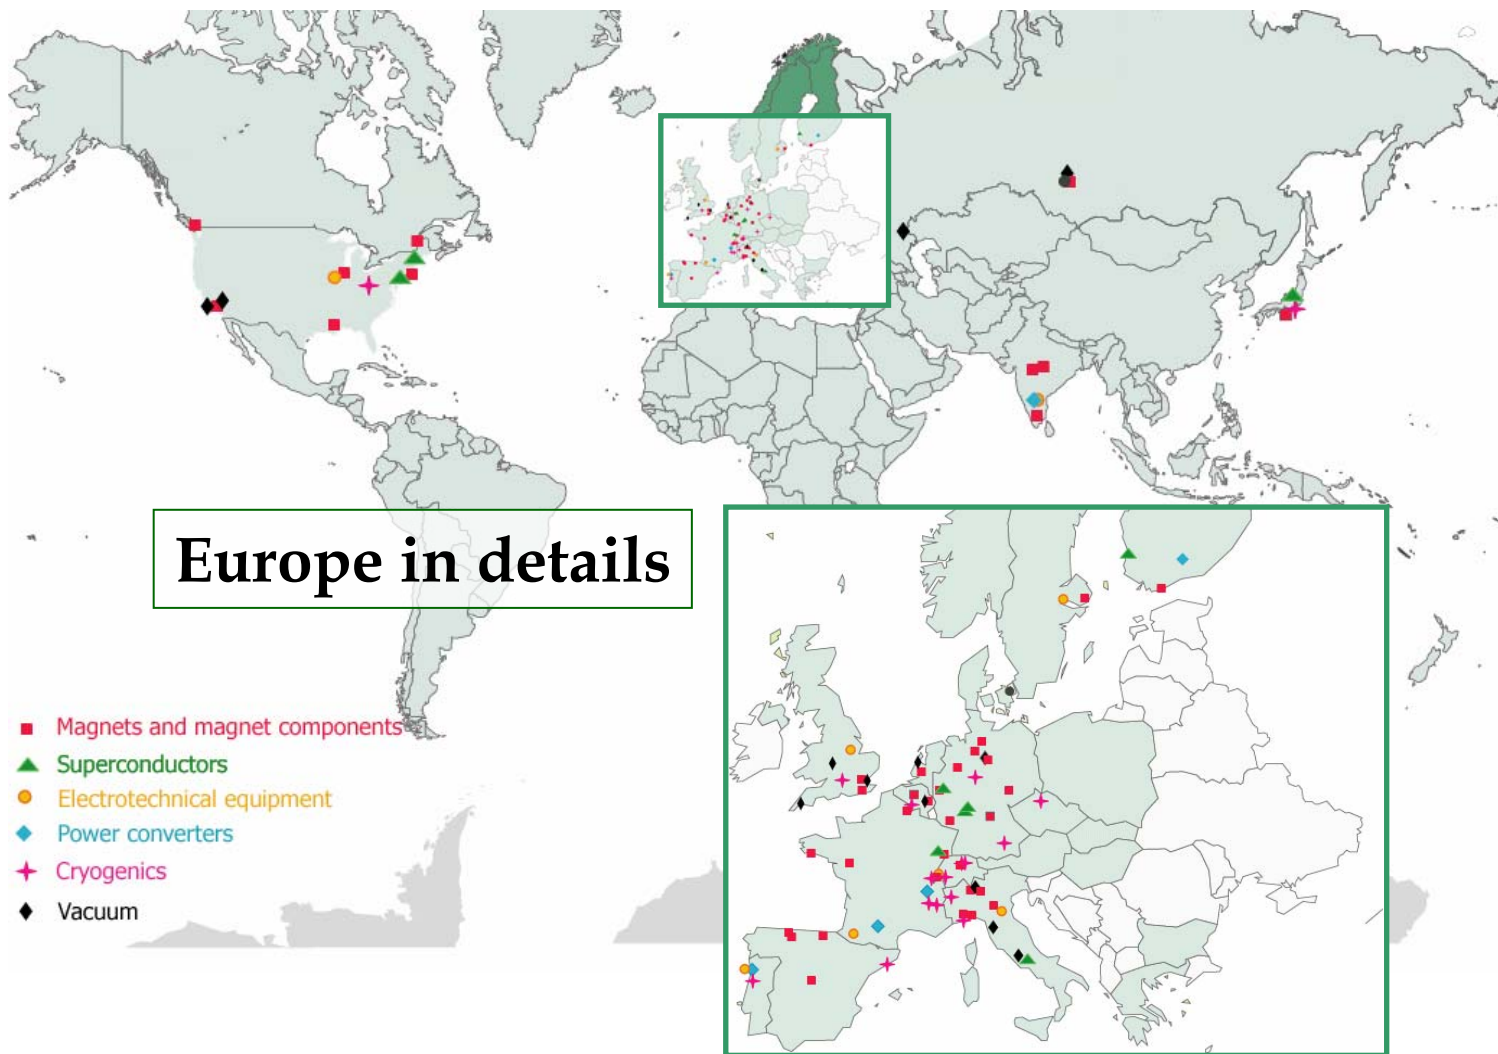 Europe in details
Magnets and magnet components
Superconductors
Electrotechnical equipment
Power converters
Cryogenics
Vacuum